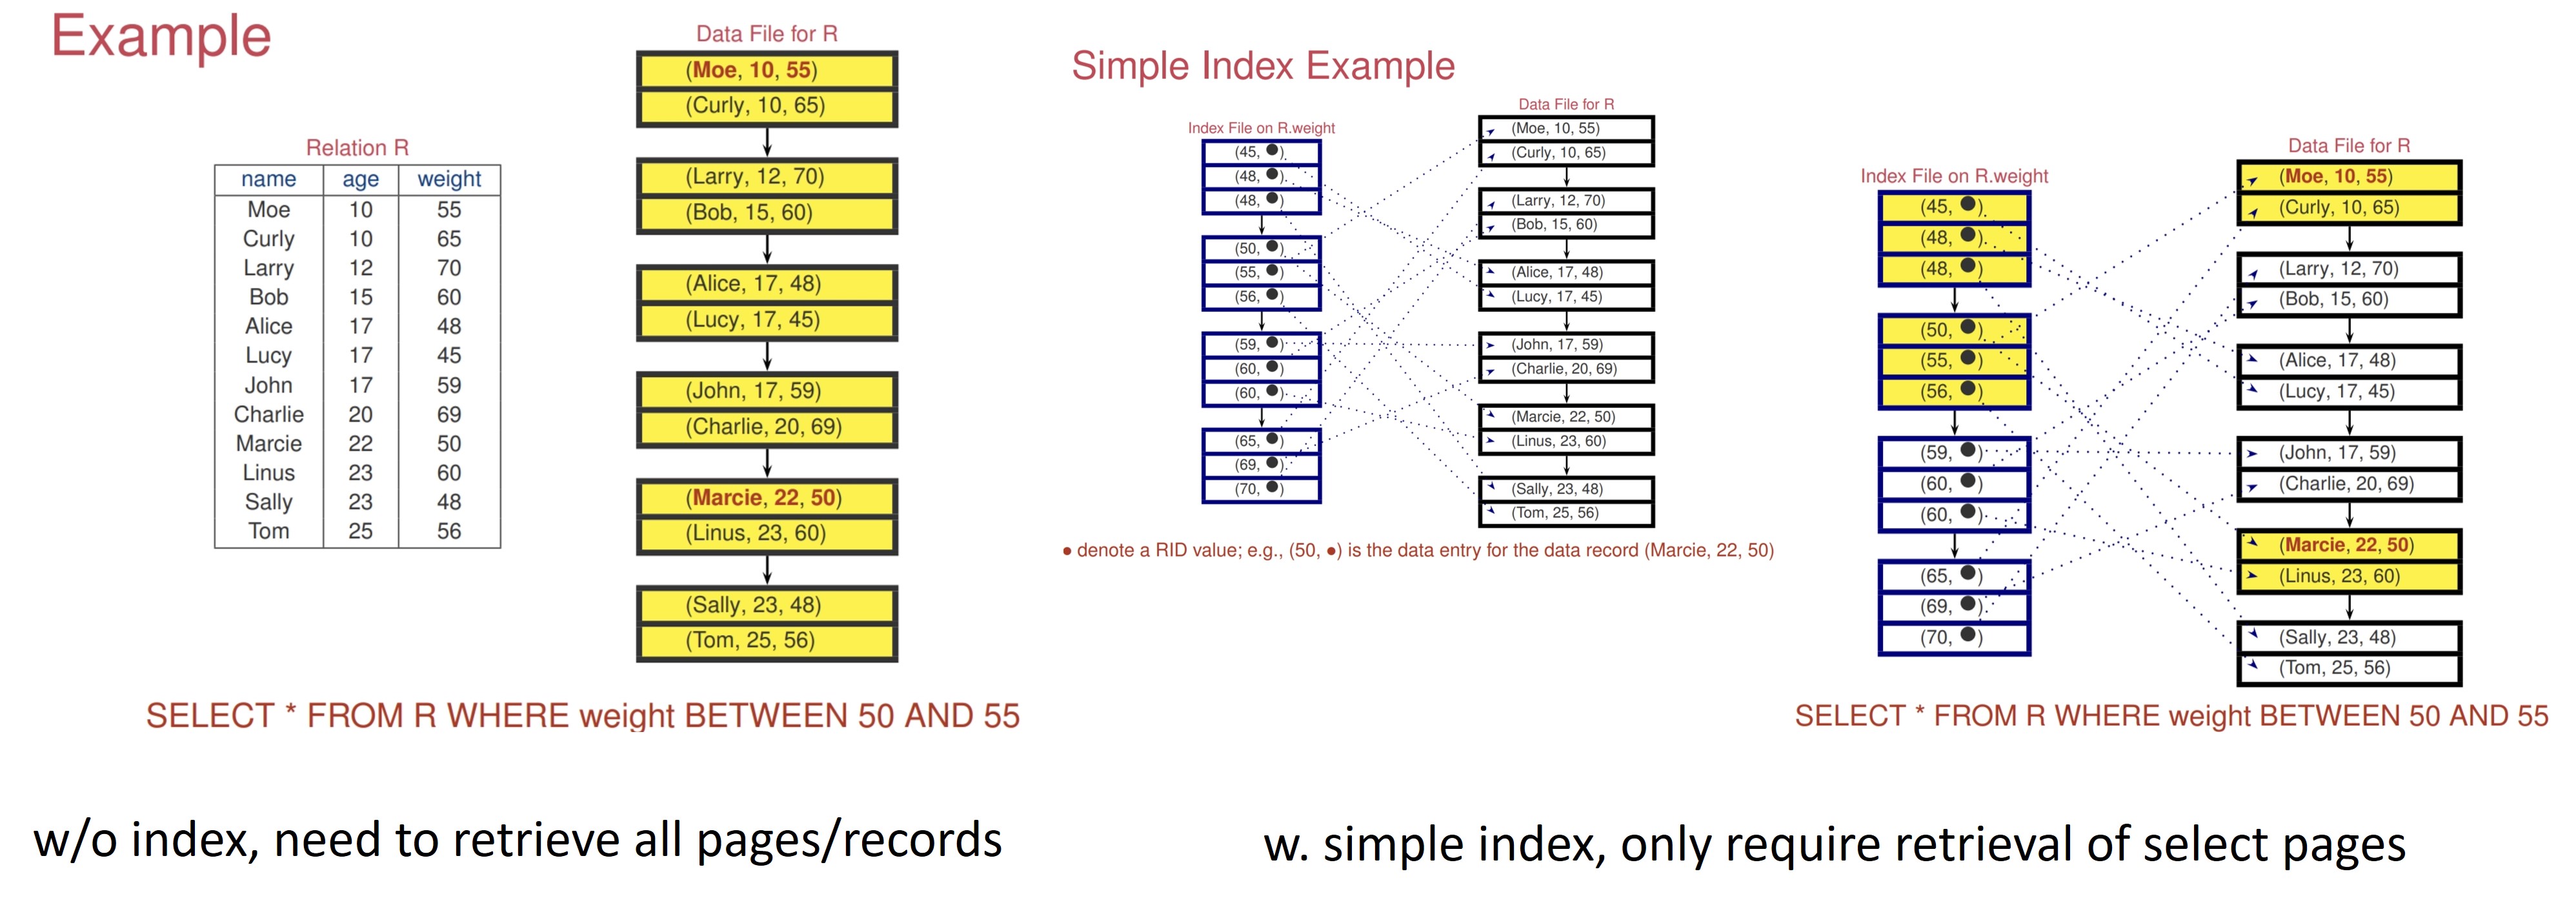 Example
Relation R
name age weight
Moe 10 55
Curly 10 65
Larry 12 70
Bob 15 60
Alice 17 48
Lucy 17 45
John 17 59
Charlie 20 69
Marcie 22 50
Linus 23 60
Sally 23 48
Tom 25 56
Data File for R
(Moe, 10, 55)
(Curly, 10, 65)
(Larry, 12, 70)
(Bob, 15, 60)
(Alice, 17, 48)
(Lucy, 17, 45)
(John, 17, 59)
(Charlie, 20, 69)
(Marcie, 22, 50)
(Linus, 23, 60)
(Sally, 23, 48)
(Tom, 25, 56)
SELECT * FROM R WHERE weight BETWEEN 50 AND 55
w/o index, need to retrieve all pages/records
Simple Index Example
Index File on R.weight
(45, ●)
(48, ●)
(48, ●)
(50, ●)
(55, ●)
(56, ●)
(59, ●)
(60, ●)
(60, ●)
(65, ●)
(69, ●)
(70, ●)
Data File for R
(Moe, 10, 55)
(Curly, 10, 65)
(Larry, 12, 70)
(Bob, 15, 60)
(Alice, 17, 48)
(Lucy, 17, 45)
(John, 17, 59)
(Charlie, 20, 69)
(Marcie, 22, 50)
(Linus, 23, 60)
(Sally, 23, 48)
(Tom, 25, 56)
● denote a RID value; e.g., (50, ●) is the data entry for the data record (Marcie, 22, 50)
Index File on R.weight
(45, ●)
(48, ●)
(48, ●)
(50, ●)
(55, ●)
(56, ●)
(59, ●)
(60, ●)
(60, ●)
(65, ●)
(69, ●)
(70, ●)
Data File for R
(Moe, 10, 55)
(Curly, 10, 65)
(Larry, 12, 70)
(Bob, 15, 60)
(Alice, 17, 48)
(Lucy, 17, 45)
(John, 17, 59)
(Charlie, 20, 69)
(Marcie, 22, 50)
(Linus, 23, 60)
(Sally, 23, 48)
(Tom, 25, 56)
SELECT * FROM R WHERE weight BETWEEN 50 AND 55
w. simple index, only require retrieval of select pages